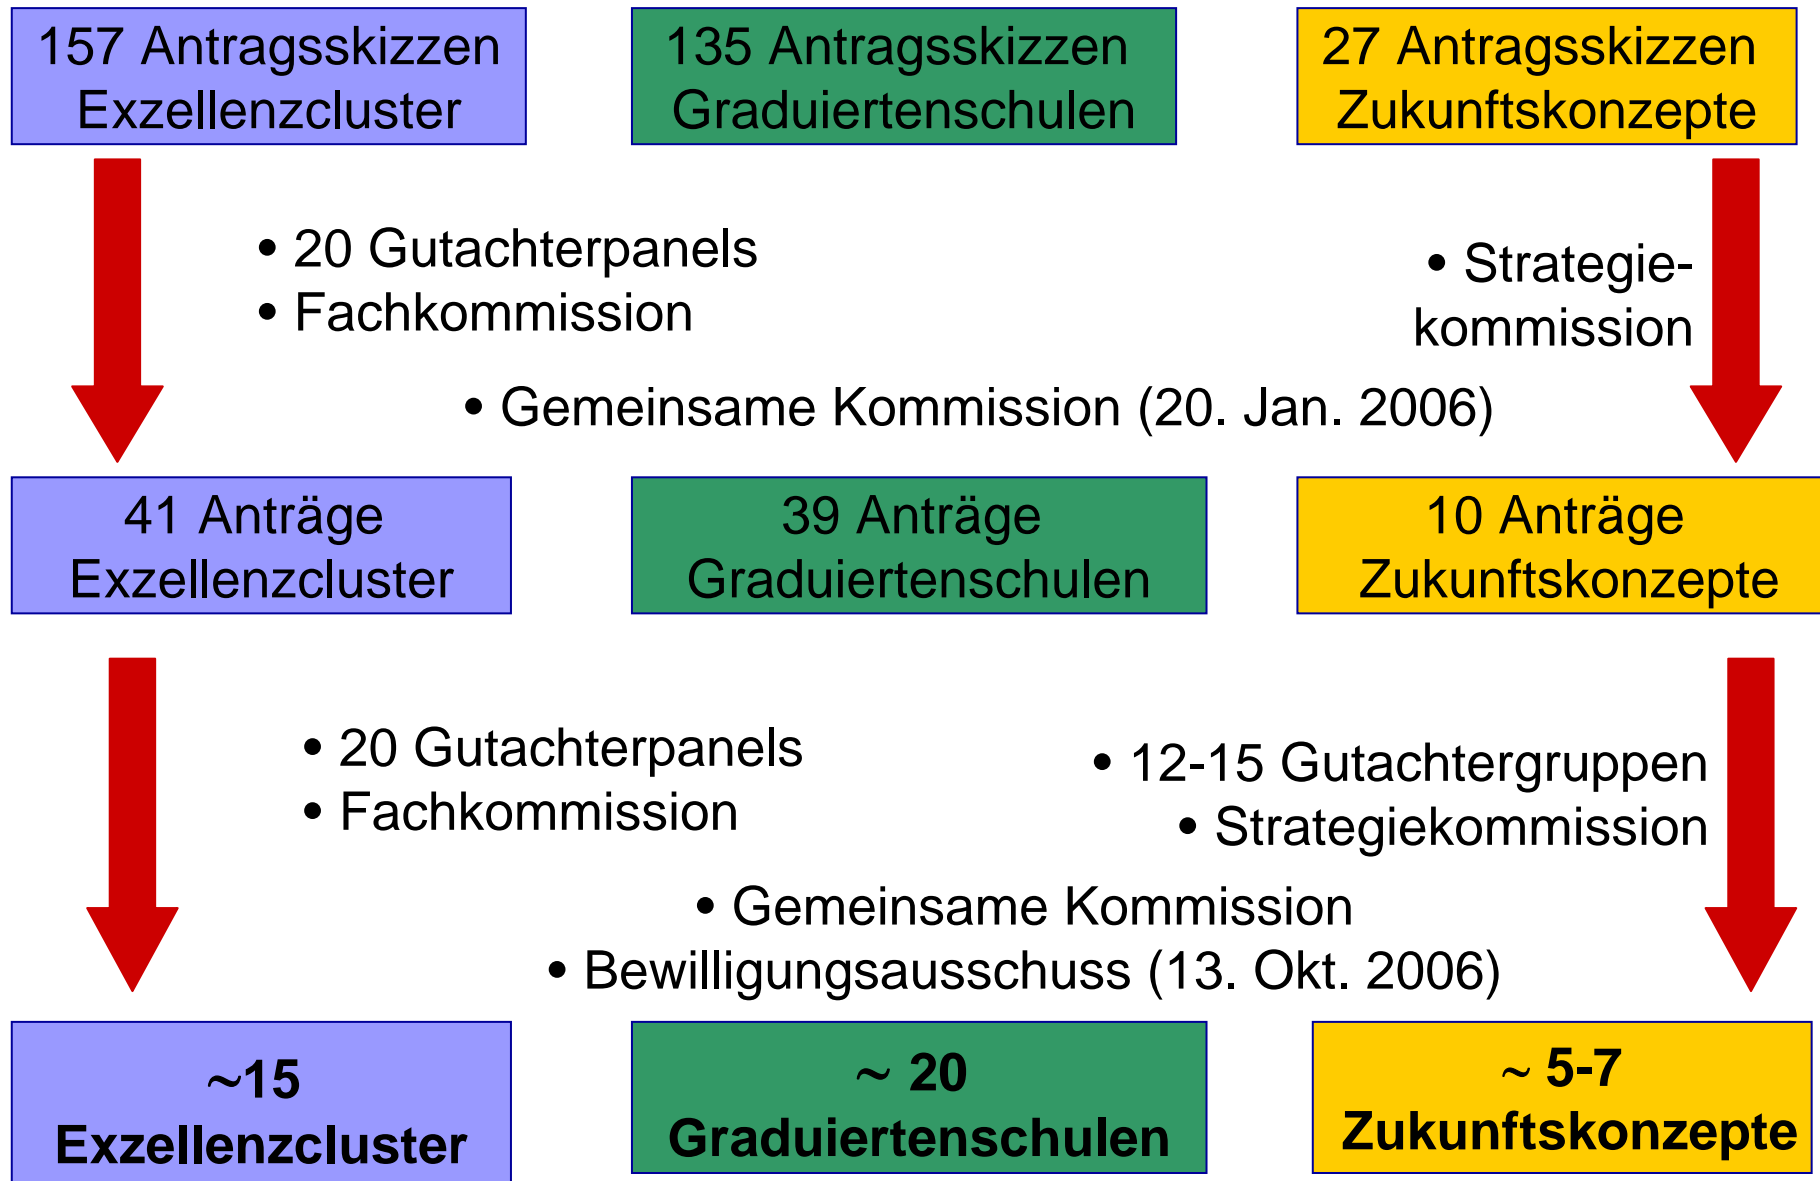 157 Antragsskizzen
Exzellenzcluster
135 Antragsskizzen
Graduiertenschulen
27 Antragsskizzen
Zukunftskonzepte
• 20 Gutachterpanels
• Fachkommission
• Strategie-
kommission
• Gemeinsame Kommission (20. Jan. 2006)
41 Anträge
Exzellenzcluster
39 Anträge
Graduiertenschulen
10 Anträge
Zukunftskonzepte
• 20 Gutachterpanels
• Fachkommission
• 12-15 Gutachtergruppen
• Strategiekommission
• Gemeinsame Kommission
• Bewilligungsausschuss (13. Okt. 2006)
~15
Exzellenzcluster
~ 20
Graduiertenschulen
~ 5-7
Zukunftskonzepte